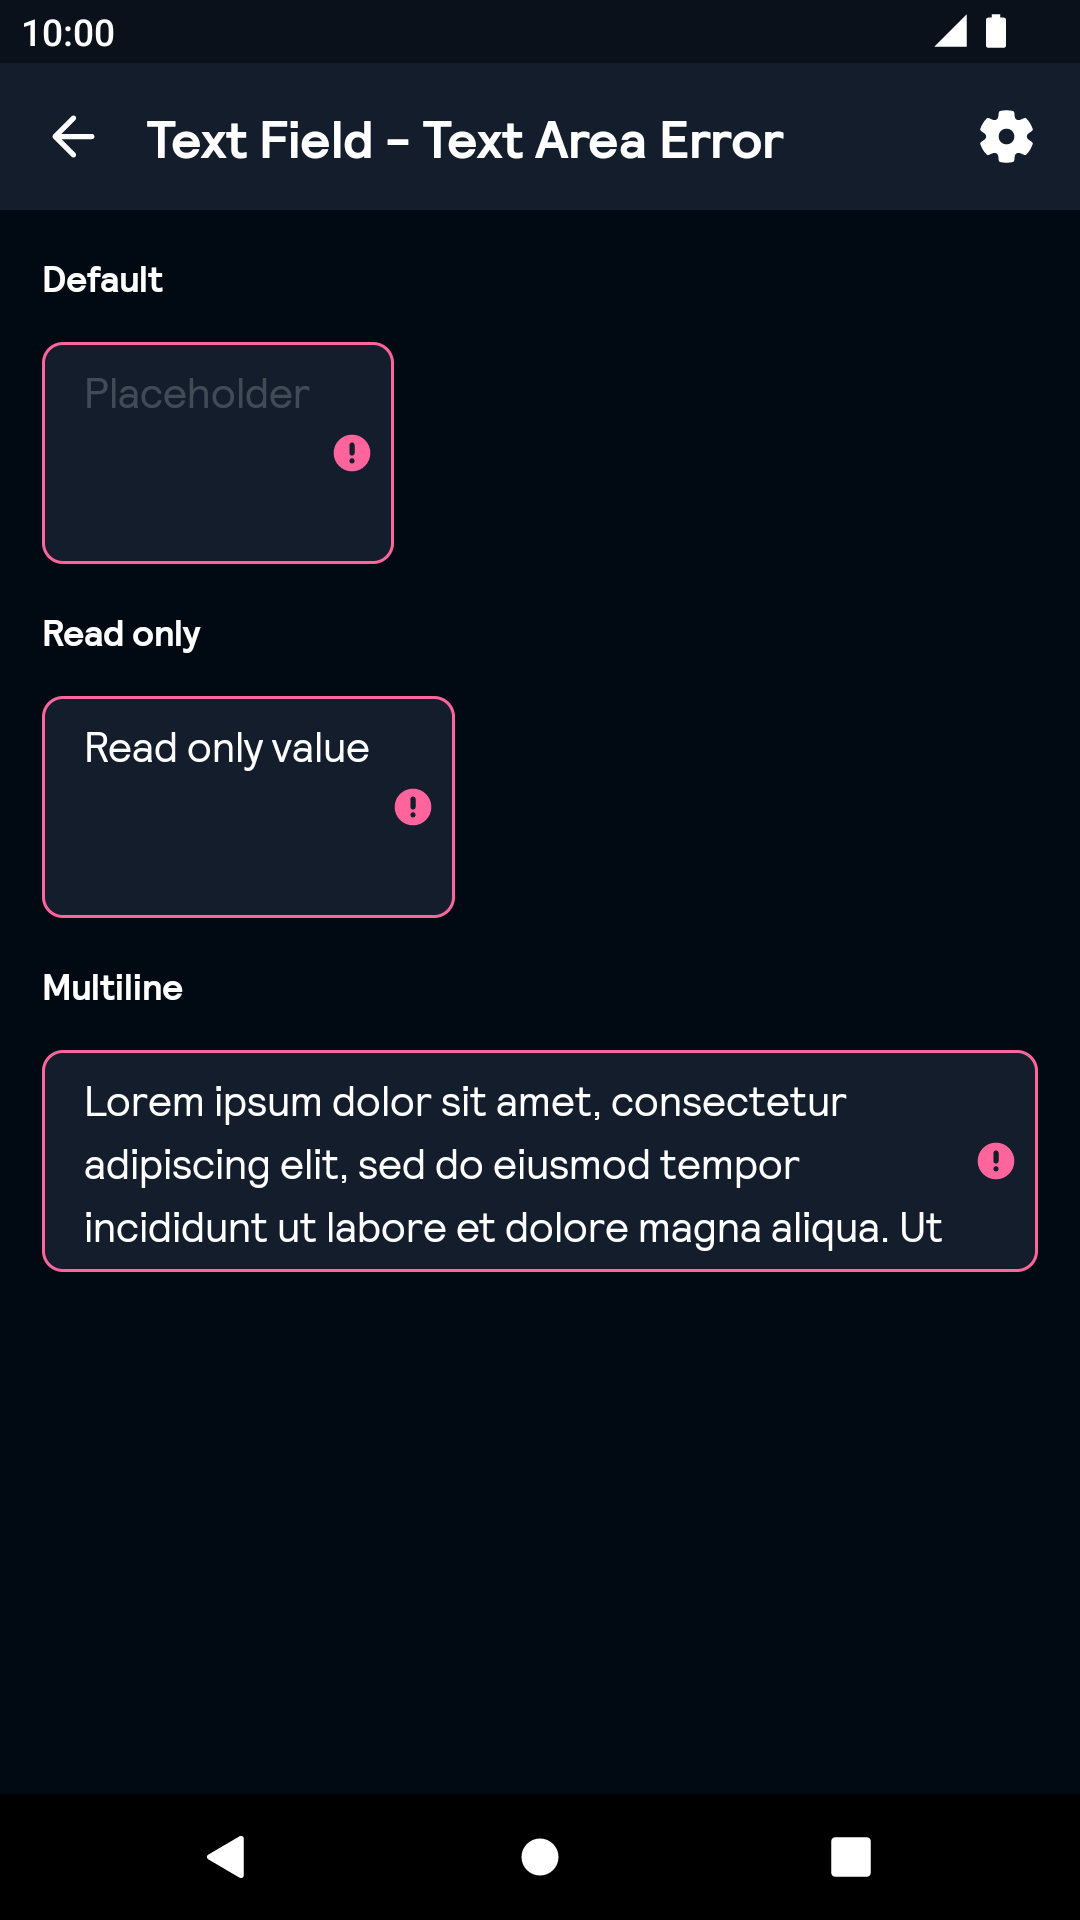 10:00
Text Field - Text Area Error
Default
Placeholder
Read only
Read only value
Multiline
Lorem ipsum dolor sit amet, consectetur
adipiscing elit, sed do eiusmod tempor
incididunt ut labore et dolore magna aliqua. Ut